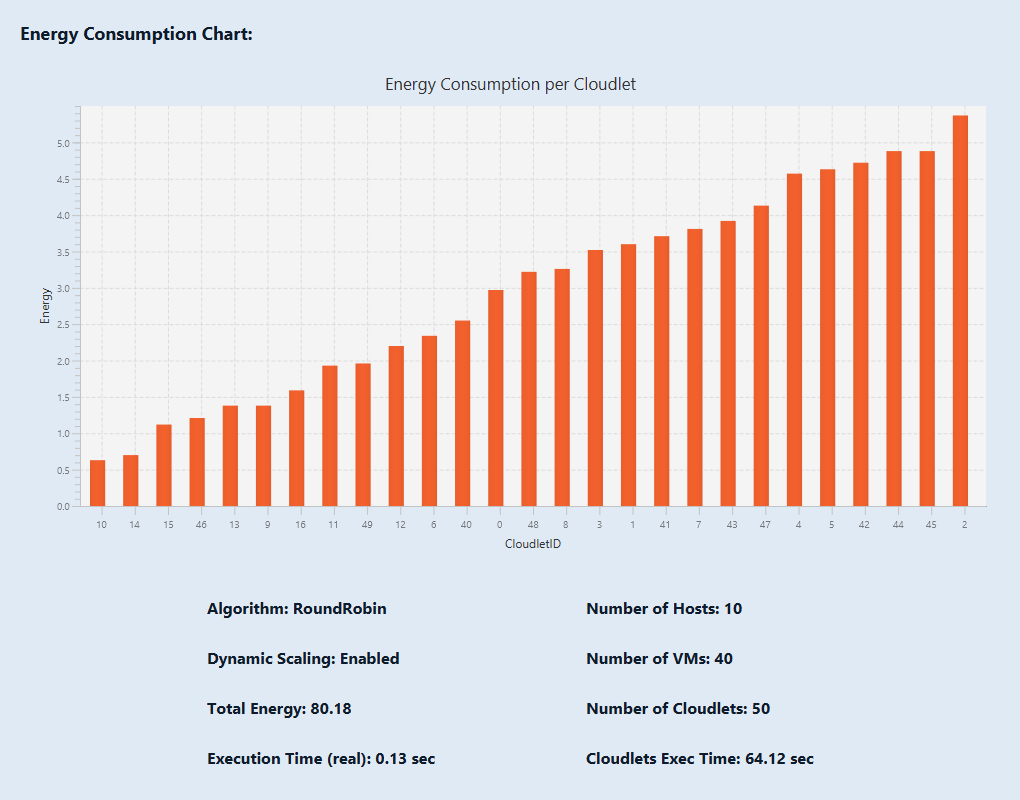 Energy Consumption Chart:
Energy Consumption per Cloudlet
5.0
4.5
4.0
3.5
3.0
2.5
2.0
1.5
1.0
0.5
0.0
Energy
10 14 15 46 13 9 16 11 49 12 6 40 0 48 8 3 1 41 7 43 47 4 5 42 44 45 2
CloudletID
Algorithm: RoundRobin Number of Hosts: 10
Dynamic Scaling: Enabled Number of VMs: 40
Total Energy: 80.18 Number of Cloudlets: 50
Execution Time (real): 0.13 sec Cloudlets Exec Time: 64.12 sec